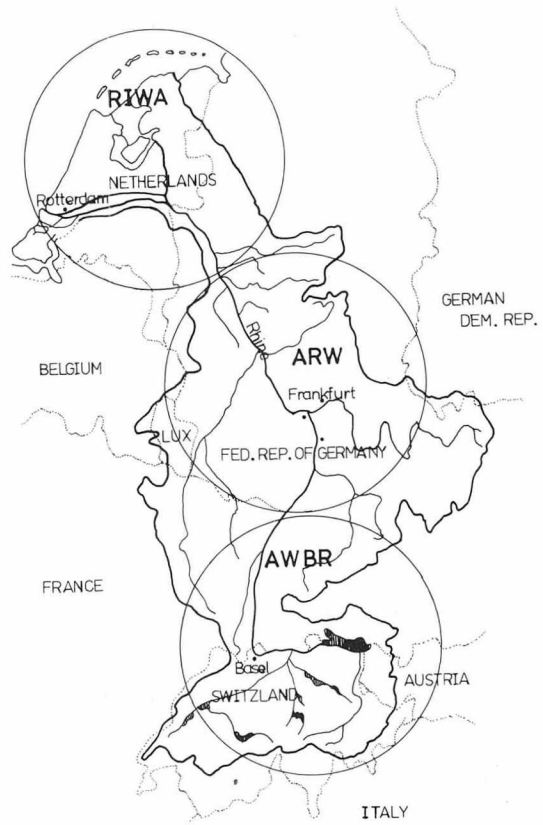 RIWA
NETHERLANDS
Rotterdam
GERMAN
DEM. REP.
Rhine
ARW
BELGIUM
Frankfurt
LUX
FED. REP. OF GERMANY
AWBR
FRANCE
Basel
AUSTRIA
SWITZLAND
ITALY